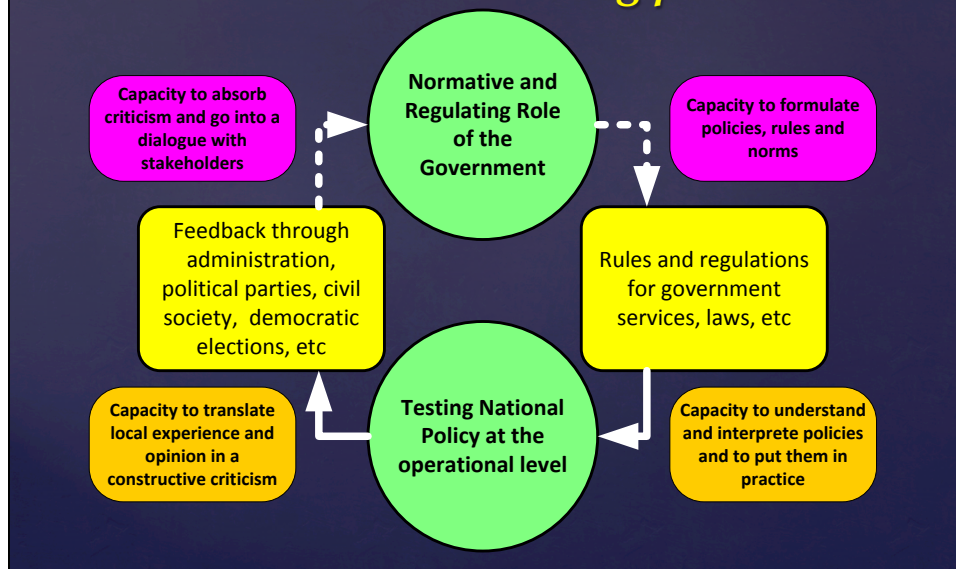 Normative and
Regulating Role
of the
Government
Capacity to absorb
criticism and go into a
dialogue with
stakeholders
Capacity to formulate
policies, rules and
norms
Feedback through
administration,
political parties, civil
society, democratic
elections, etc
Rules and regulations
for government
services, laws, etc
Testing National
Policy at the
operational level
Capacity to translate
local experience and
opinion in a
constructive criticism
Capacity to understand
and interprete policies
and to put them in
practice